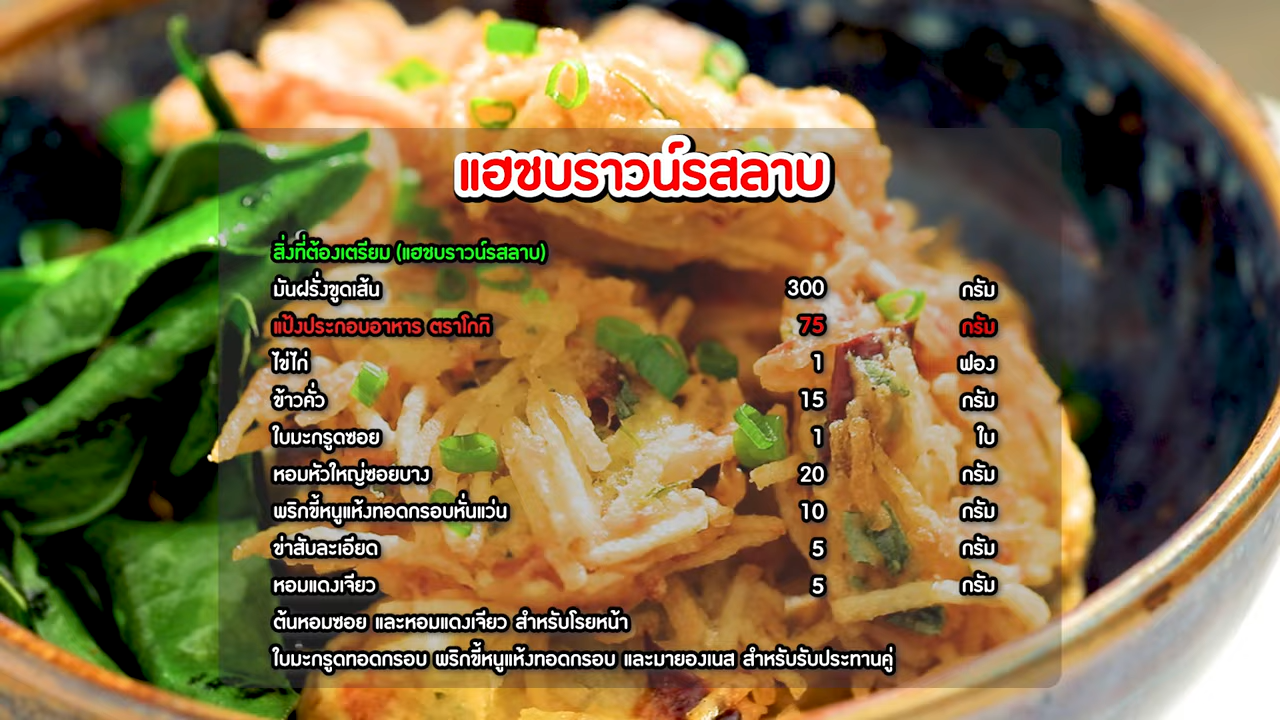 แฮชบราวน์รสลาบ
สิ่งที่ต้องเตรียม (แฮชบราวน์รสลาบ)
มันฝรั่งขูดเส้น 300 กรัม
แป้งประกอบอาหาร ตราโกกิ 75 กรัม
ไข่ไก่ 1 ฟอง
ข้าวคั่ว 15 กรัม
ใบมะกรูดซอย 1 ใบ
หอมหัวใหญ่ซอยบาง 20 กรัม
พริกขี้หนูแห้งทอดกรอบหั่นแว่น 10 กรัม
ข่าสับละเอียด 5 กรัม
หอมแดงเจียว 5 กรัม
ต้นหอมซอย และหอมแดงเจียว สำหรับโรยหน้า
ใบมะกรูดทอดกรอบ พริกขี้หนูแห้งทอดกรอบ และมายองเนส สำหรับรับประทานคู่